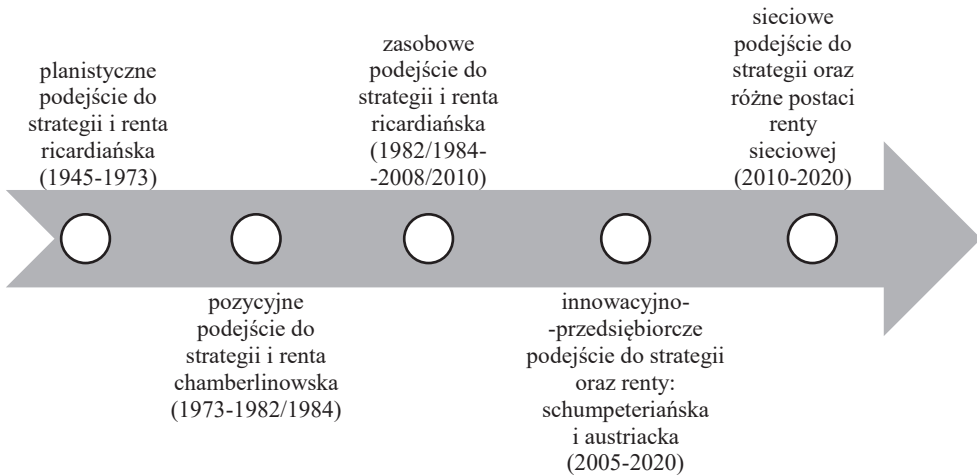 planistyczne
podejście do
strategii i renta
ricardiańska
(1945-1973)
pozycyjne
podejście do
strategii i renta
chamberlinowska
(1973-1982/1984)
zasobowe
podejście do
strategii i renta
ricardiańska
(1982/1984-
-2008/2010)
innowacyjno-
-przedsiębiorcze
podejście do strategii
oraz renty:
schumpeteriańska
i austriacka
(2005-2020)
sieciowe
podejście do
strategii oraz
różne postaci
renty
sieciowej
(2010-2020)